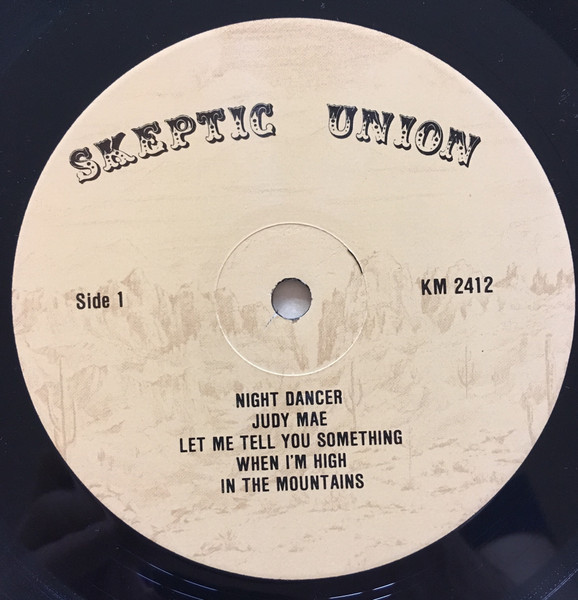 SKEPTIC UNION
Side 1
KM 2412
NIGHT DANCER
JUDY MAE
LET ME TELL YOU SOMETHING
WHEN I'M HIGH
IN THE MOUNTAINS